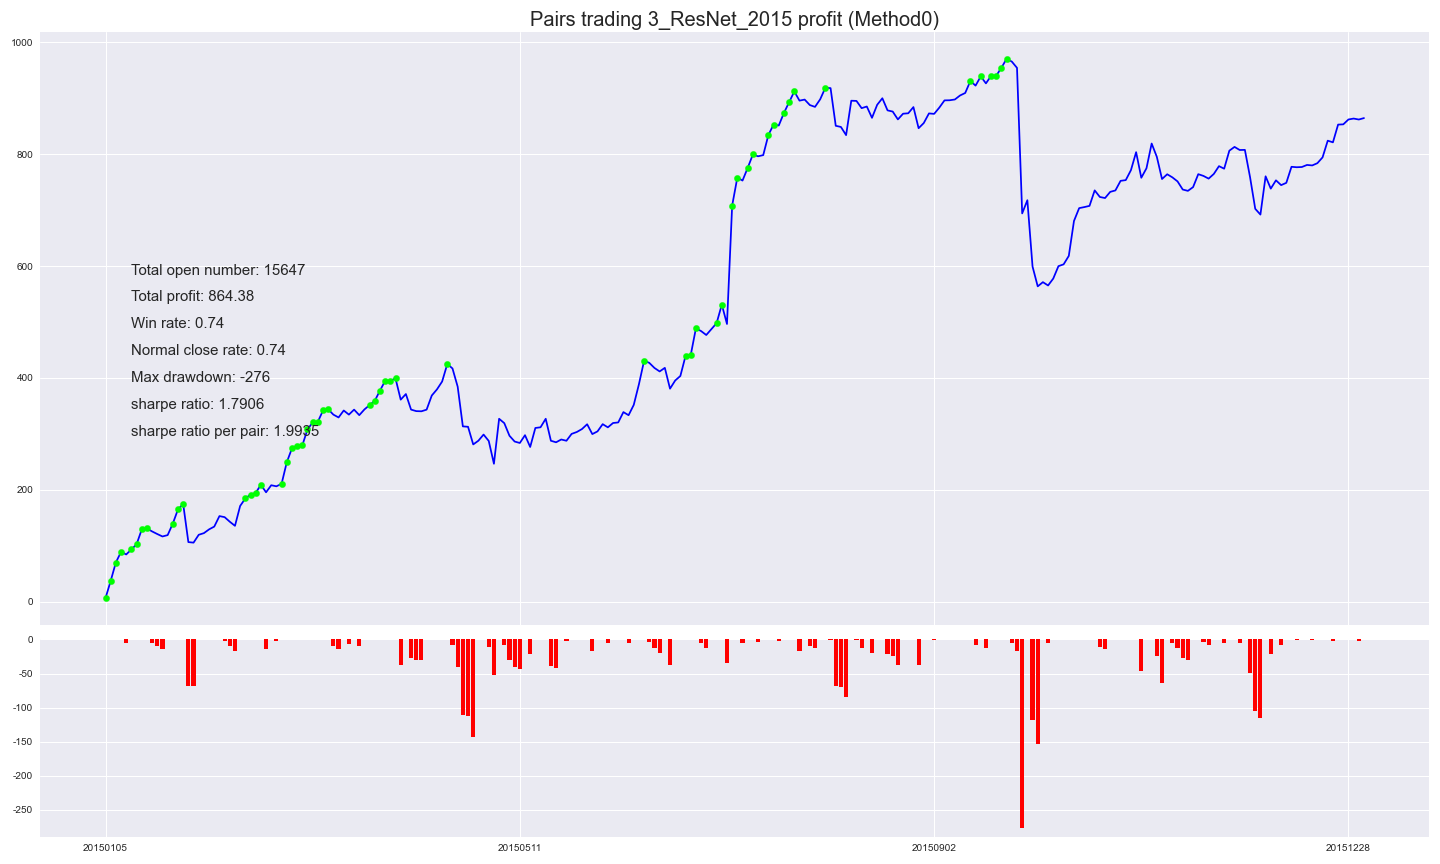 Pairs trading 3_ResNet_2015 profit (Method0)
1000
800
600
400
200
0
Total open number: 15647
Total profit: 864.38
Win rate: 0.74
Normal close rate: 0.74
Max drawdown: -276
sharpe ratio: 1.7906
sharpe ratio per pair: 1.9935
0
-50
-100
-150
-200
-250
20150105 20150511 20150902 20151228